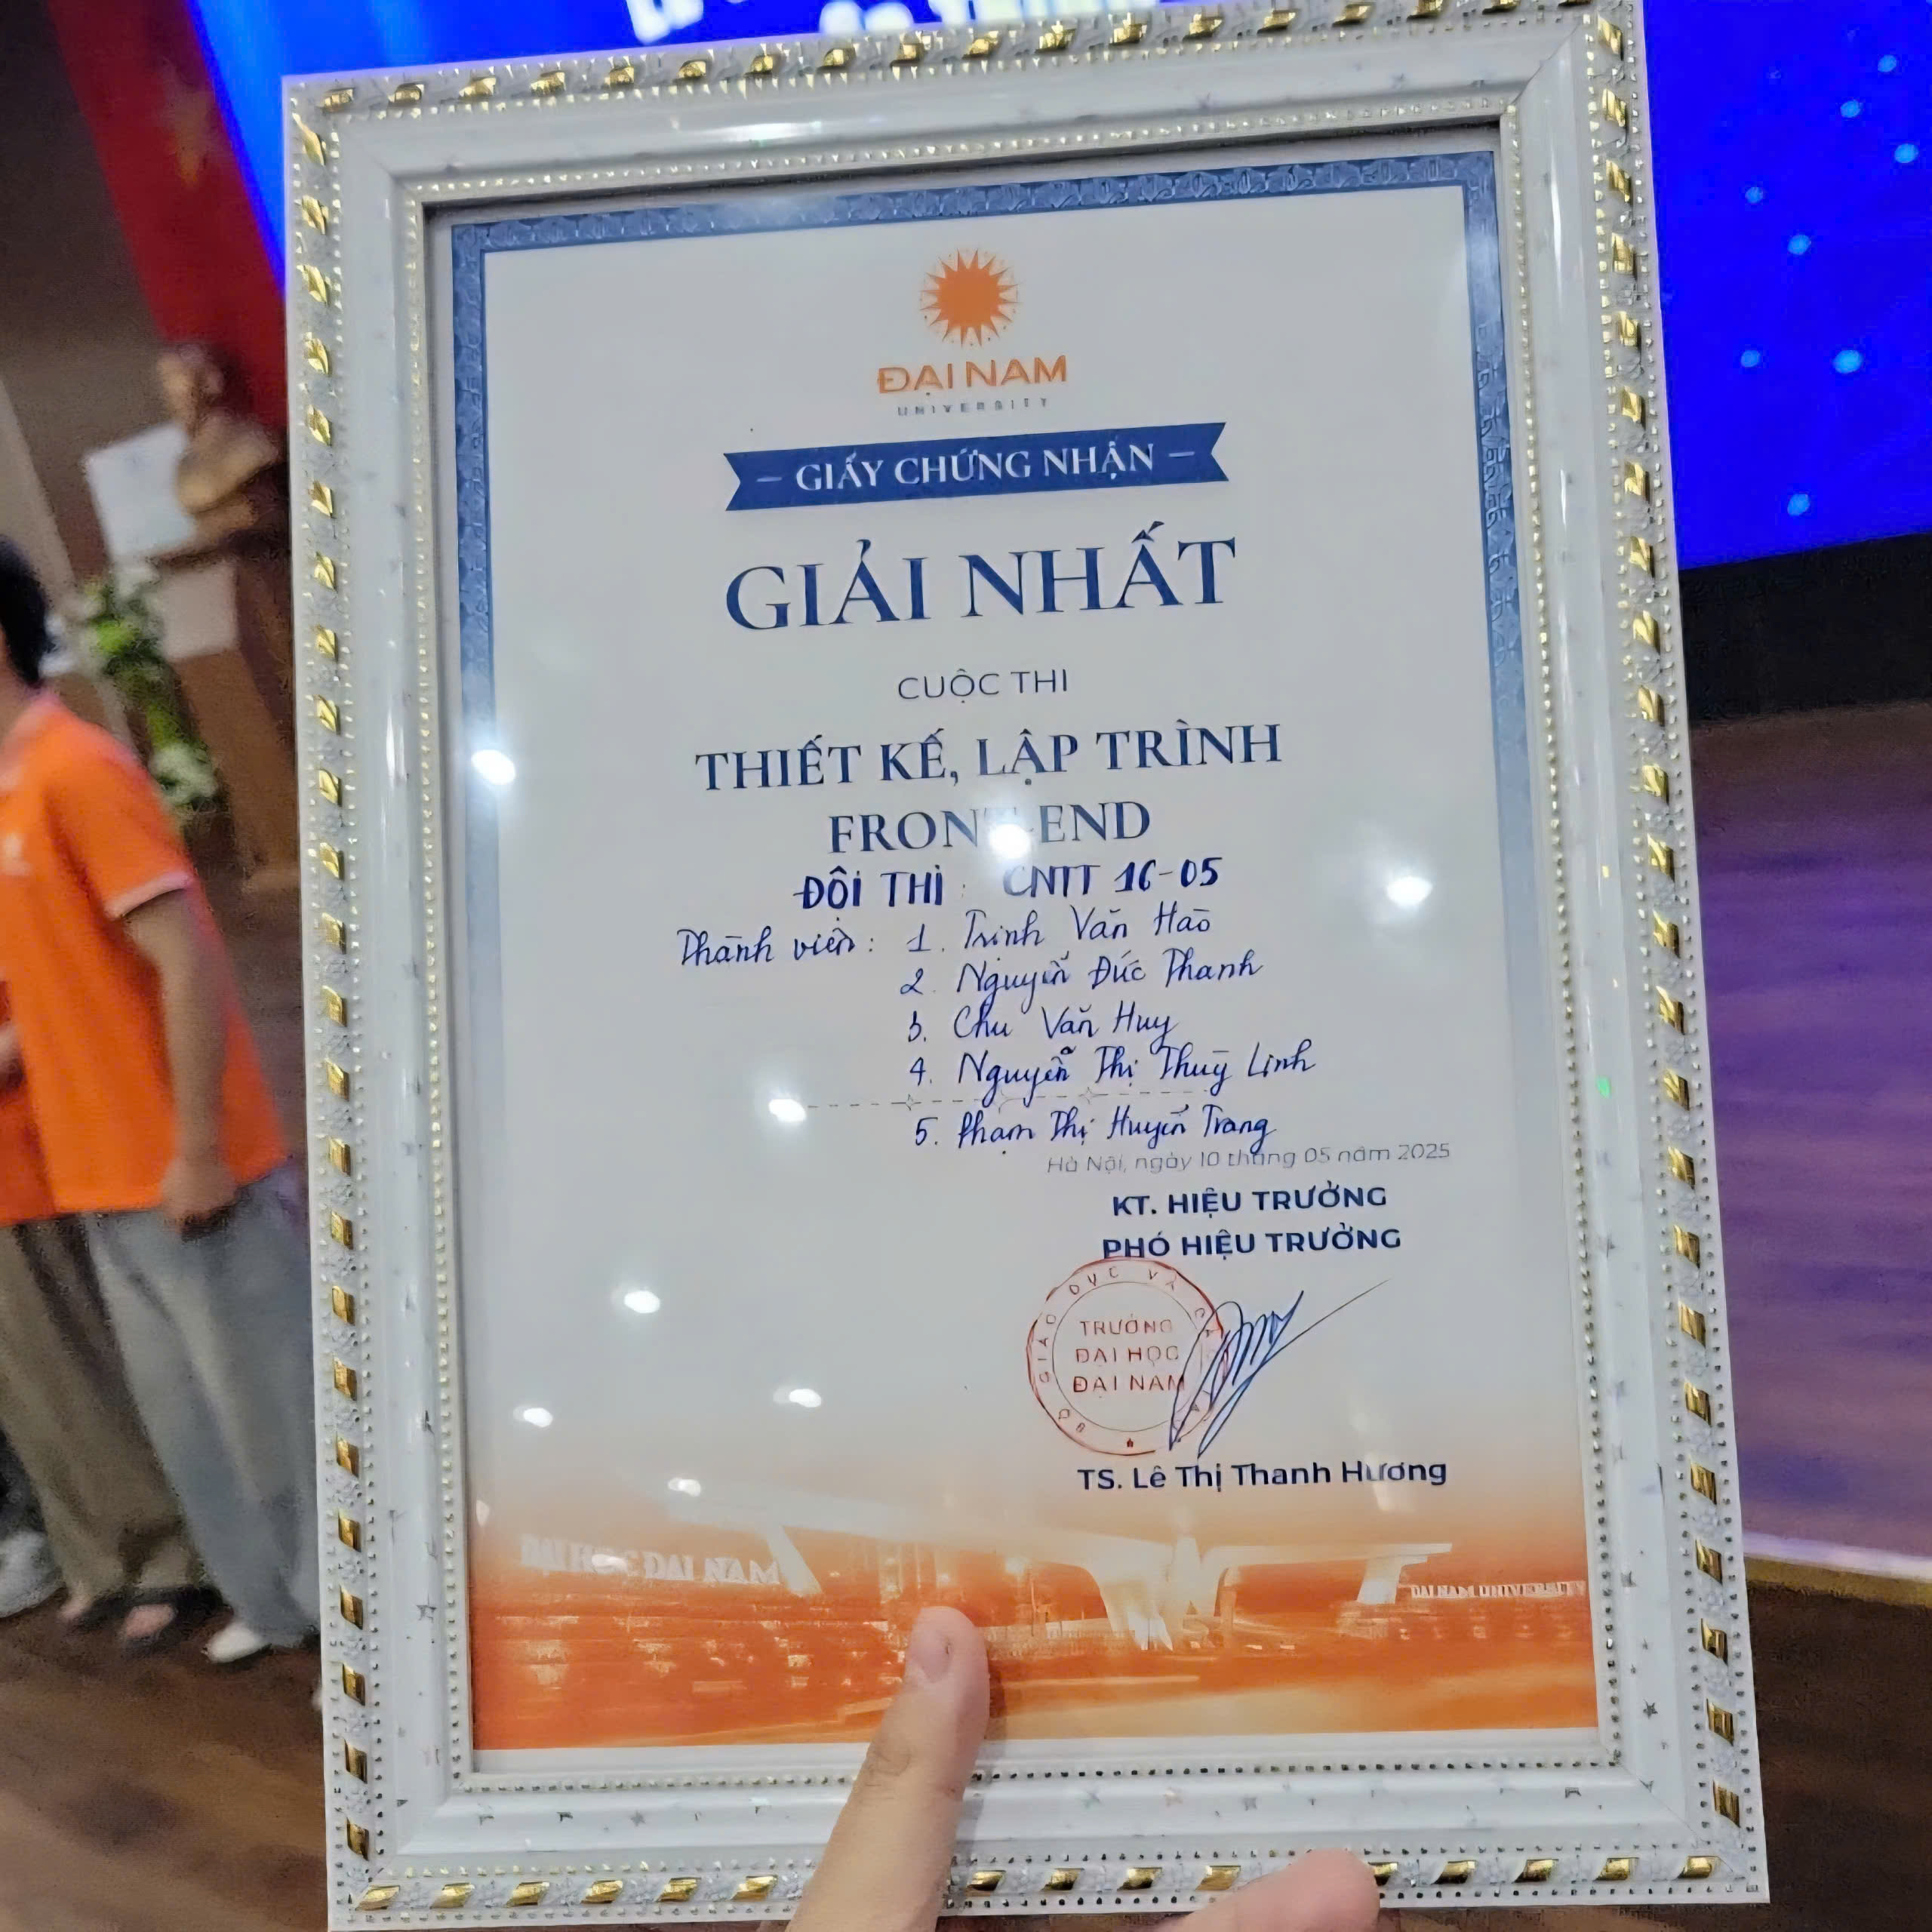 ĐẠI NAM
UNIVERSITY
GIẤY CHỨNG NHẬN
GIẢI NHẤT
CUỘC THI
THIẾT KẾ, LẬP TRÌNH
FRONT-END
ĐỘI THI : CNTT 16-05
Thành viên : 1. Trịnh Văn Hào
2. Nguyễn Đức Thanh
3. Chu Văn Huy
4. Nguyễn Thị Thuỳ Linh
5. Phạm Thị Huyền Trang
Hà Nội, ngày 10 tháng 05 năm 2025
KT. HIỆU TRƯỞNG
PHÓ HIỆU TRƯỞNG
BỘ GIÁO DỤC VÀ
TRƯỜNG
ĐẠI HỌC
ĐẠI NAM
TS. Lê Thị Thanh Hương
ĐẠI HỌC ĐẠI NAM
DAI NAM UNIVERSITY